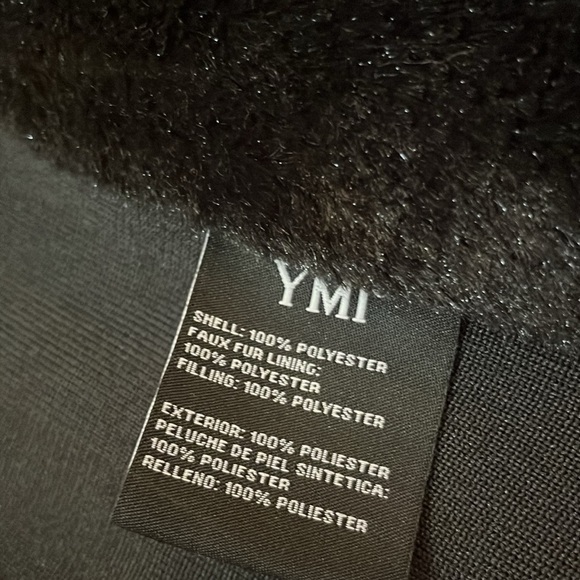 YMI
SHELL: 100% POLYESTER
FAUX FUR LINING:
100% POLYESTER
FILLING: 100% POLYESTER
EXTERIOR: 100% POLIESTER
PELUCHE DE PIEL SINTETICA:
100% POLIESTER
RELLENO: 100% POLIESTER